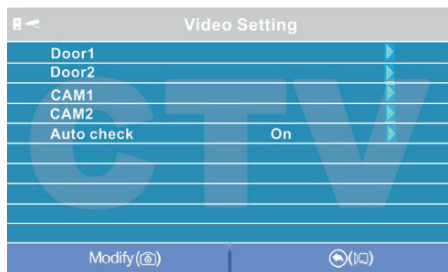 Video Setting
Door1
Door2
CAM1
CAM2
Auto check On
CTV
Modify( )
( )